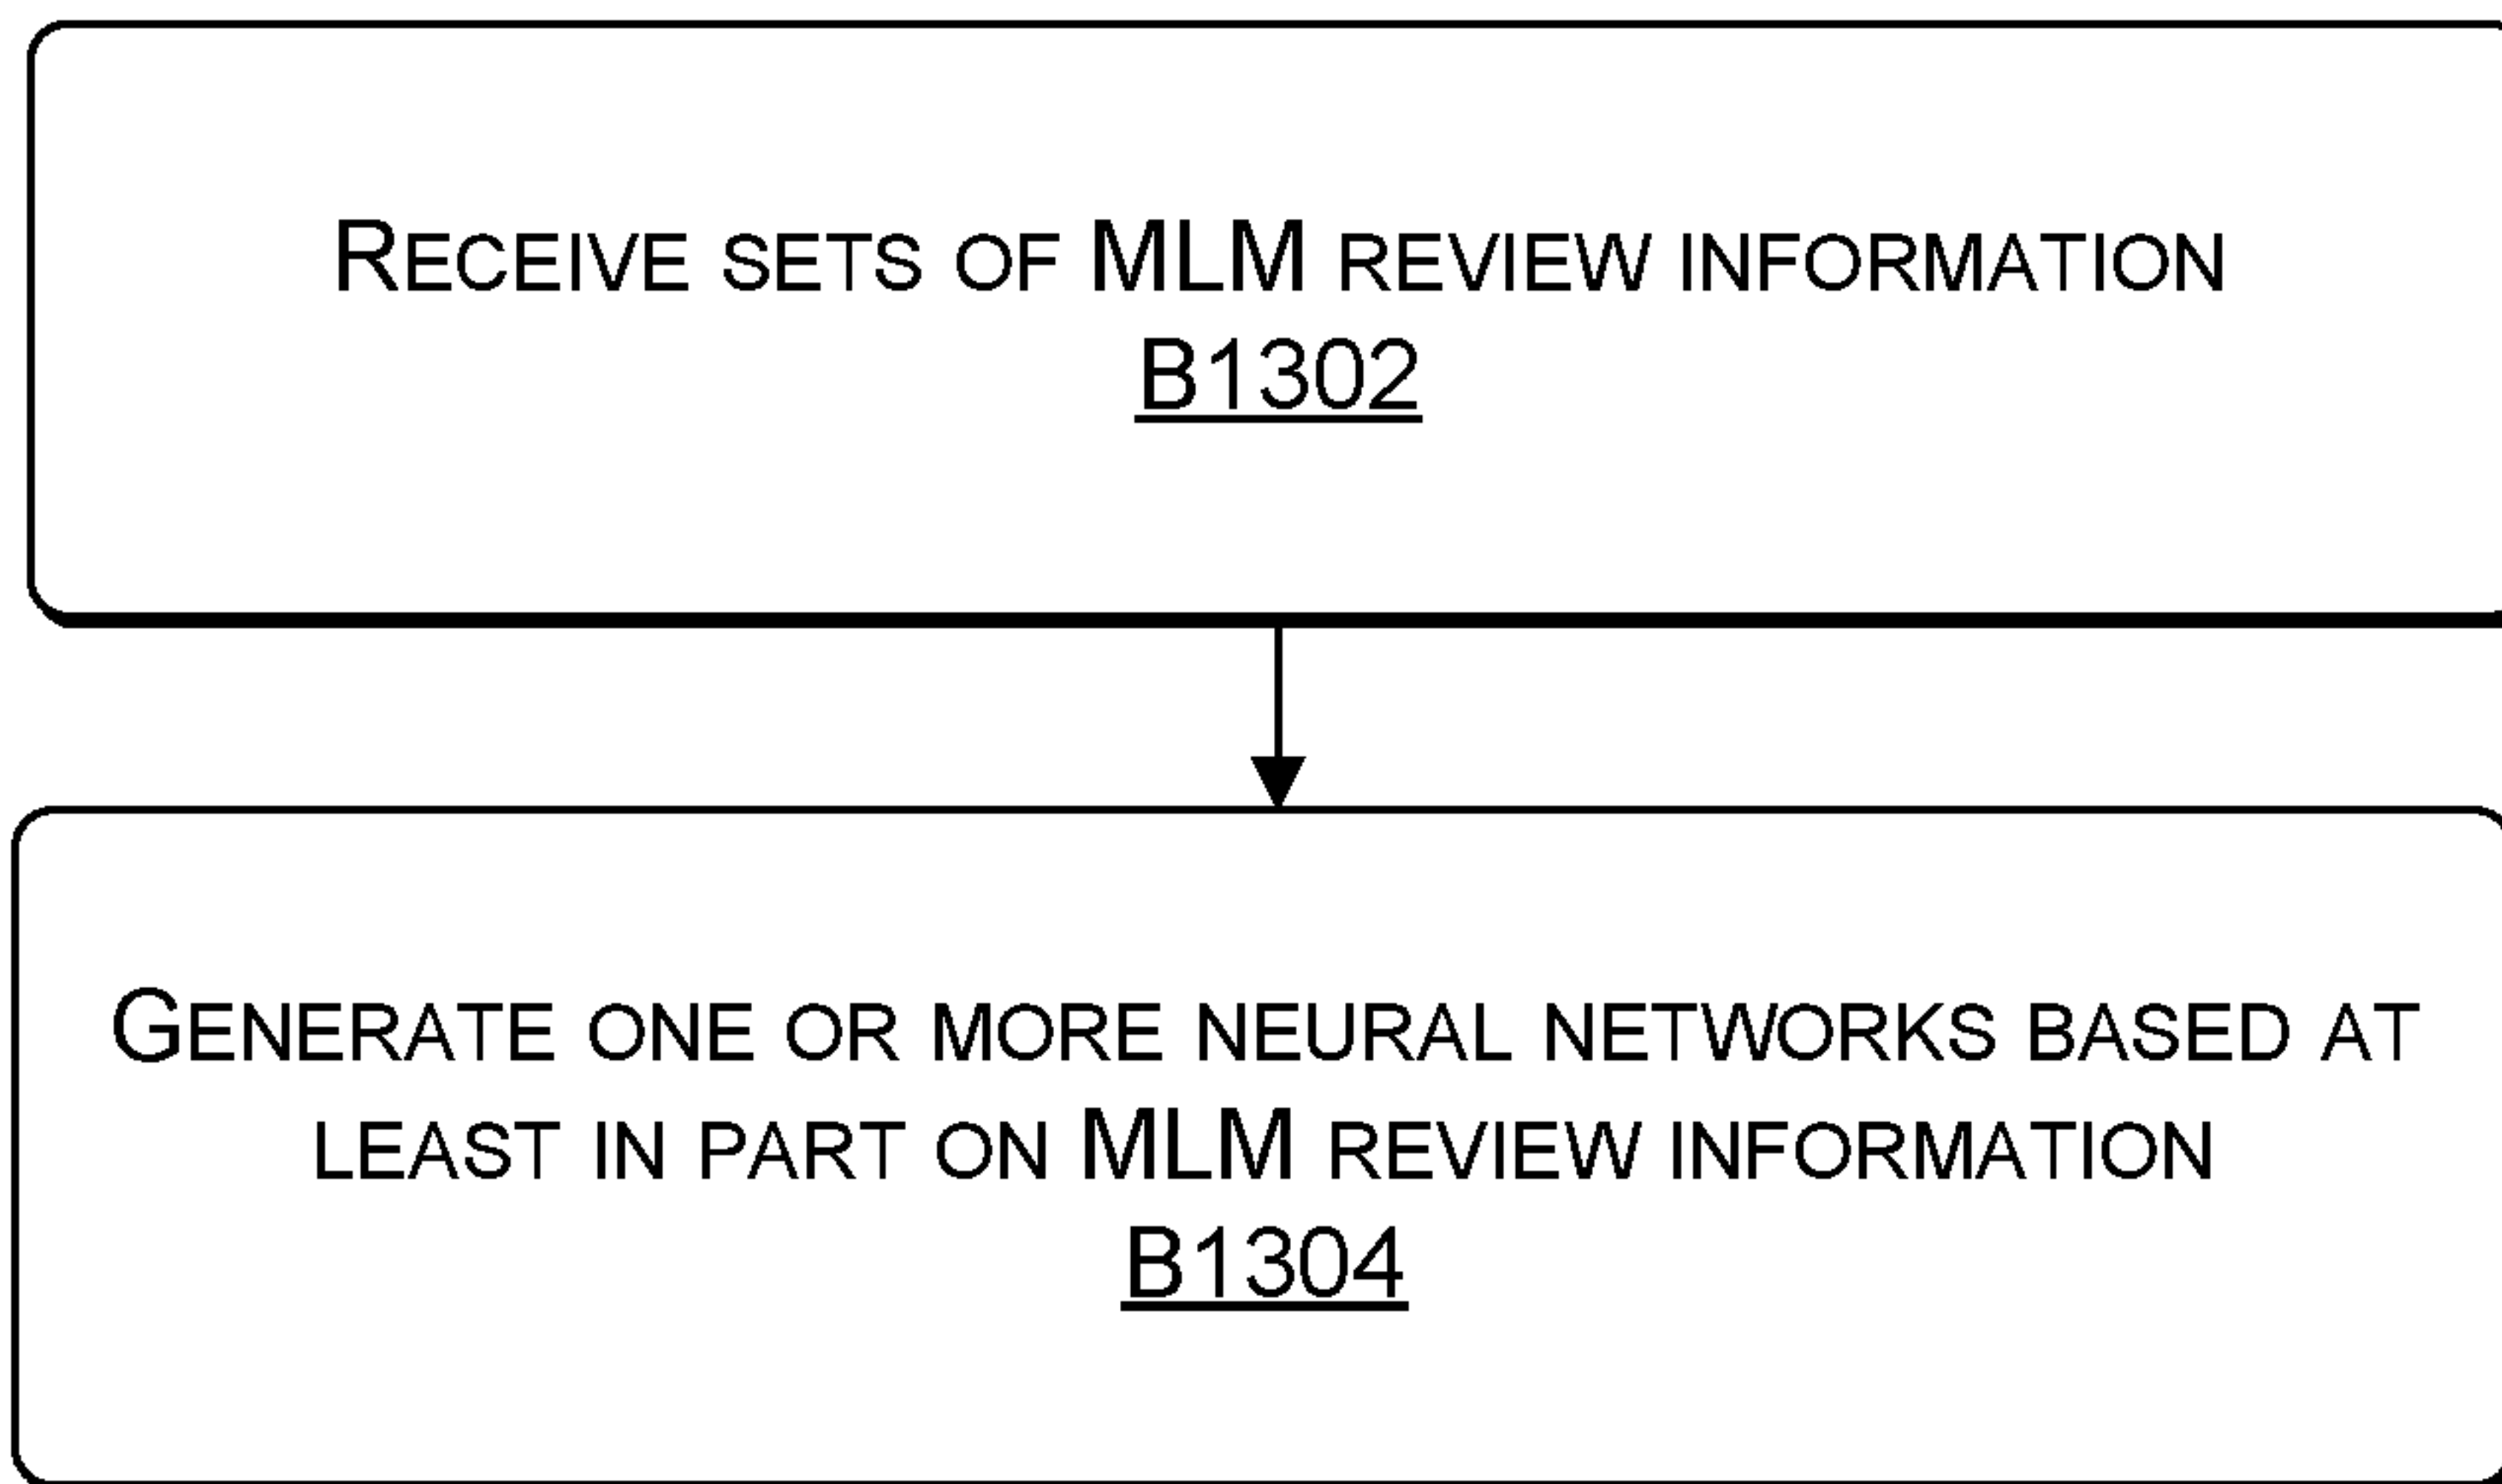 RECEIVE SETS OF MLM REVIEW INFORMATION
B1302
GENERATE ONE OR MORE NEURAL NETWORKS BASED AT
LEAST IN PART ON MLM REVIEW INFORMATION
B1304